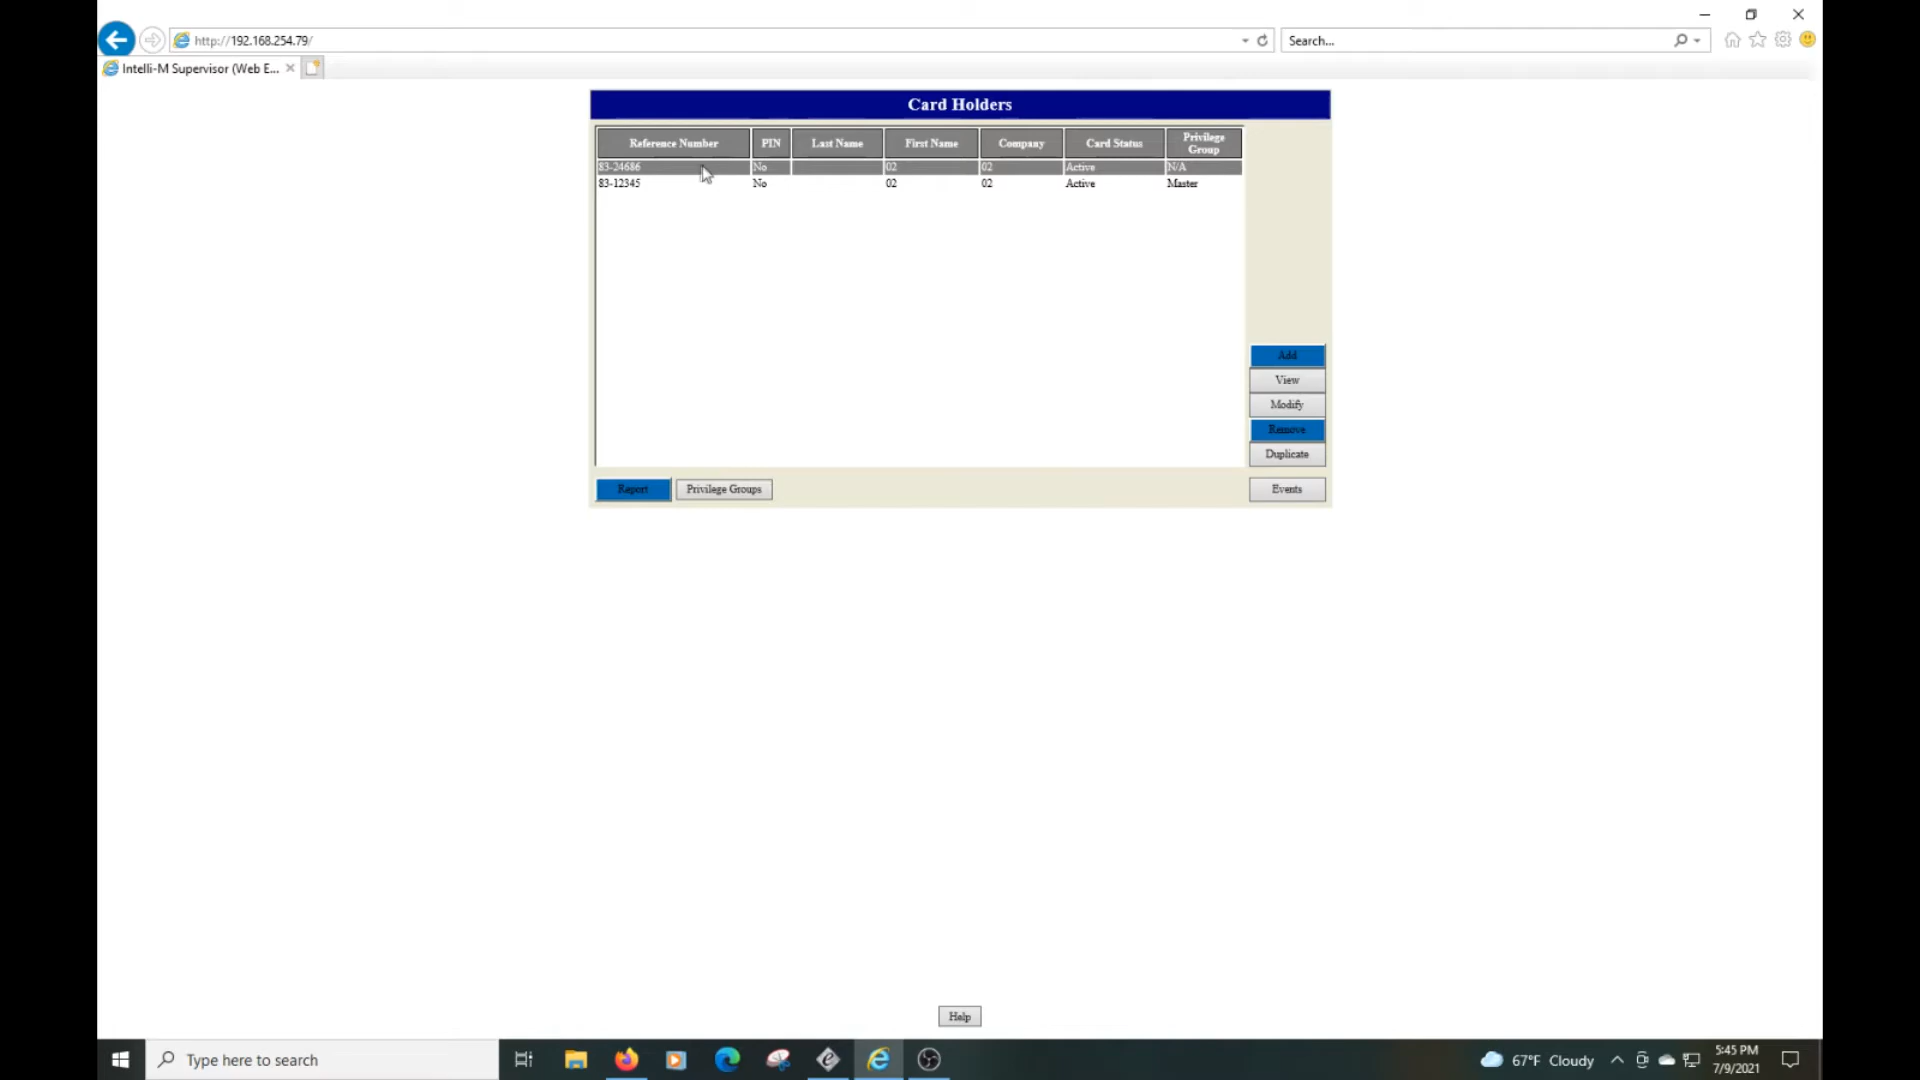 http://192.168.254.79/
Search...
Intelli-M Supervisor (Web E...
Card Holders
Reference Number PIN Last Name First Name Company Card Status Privilege Group
83-24686 No 02 02 Active N/A
83-12345 No 02 02 Active Master
Add
View
Modify
Remove
Duplicate
Report Privilege Groups Events
Help
Type here to search
67°F Cloudy
5:45 PM
7/9/2021